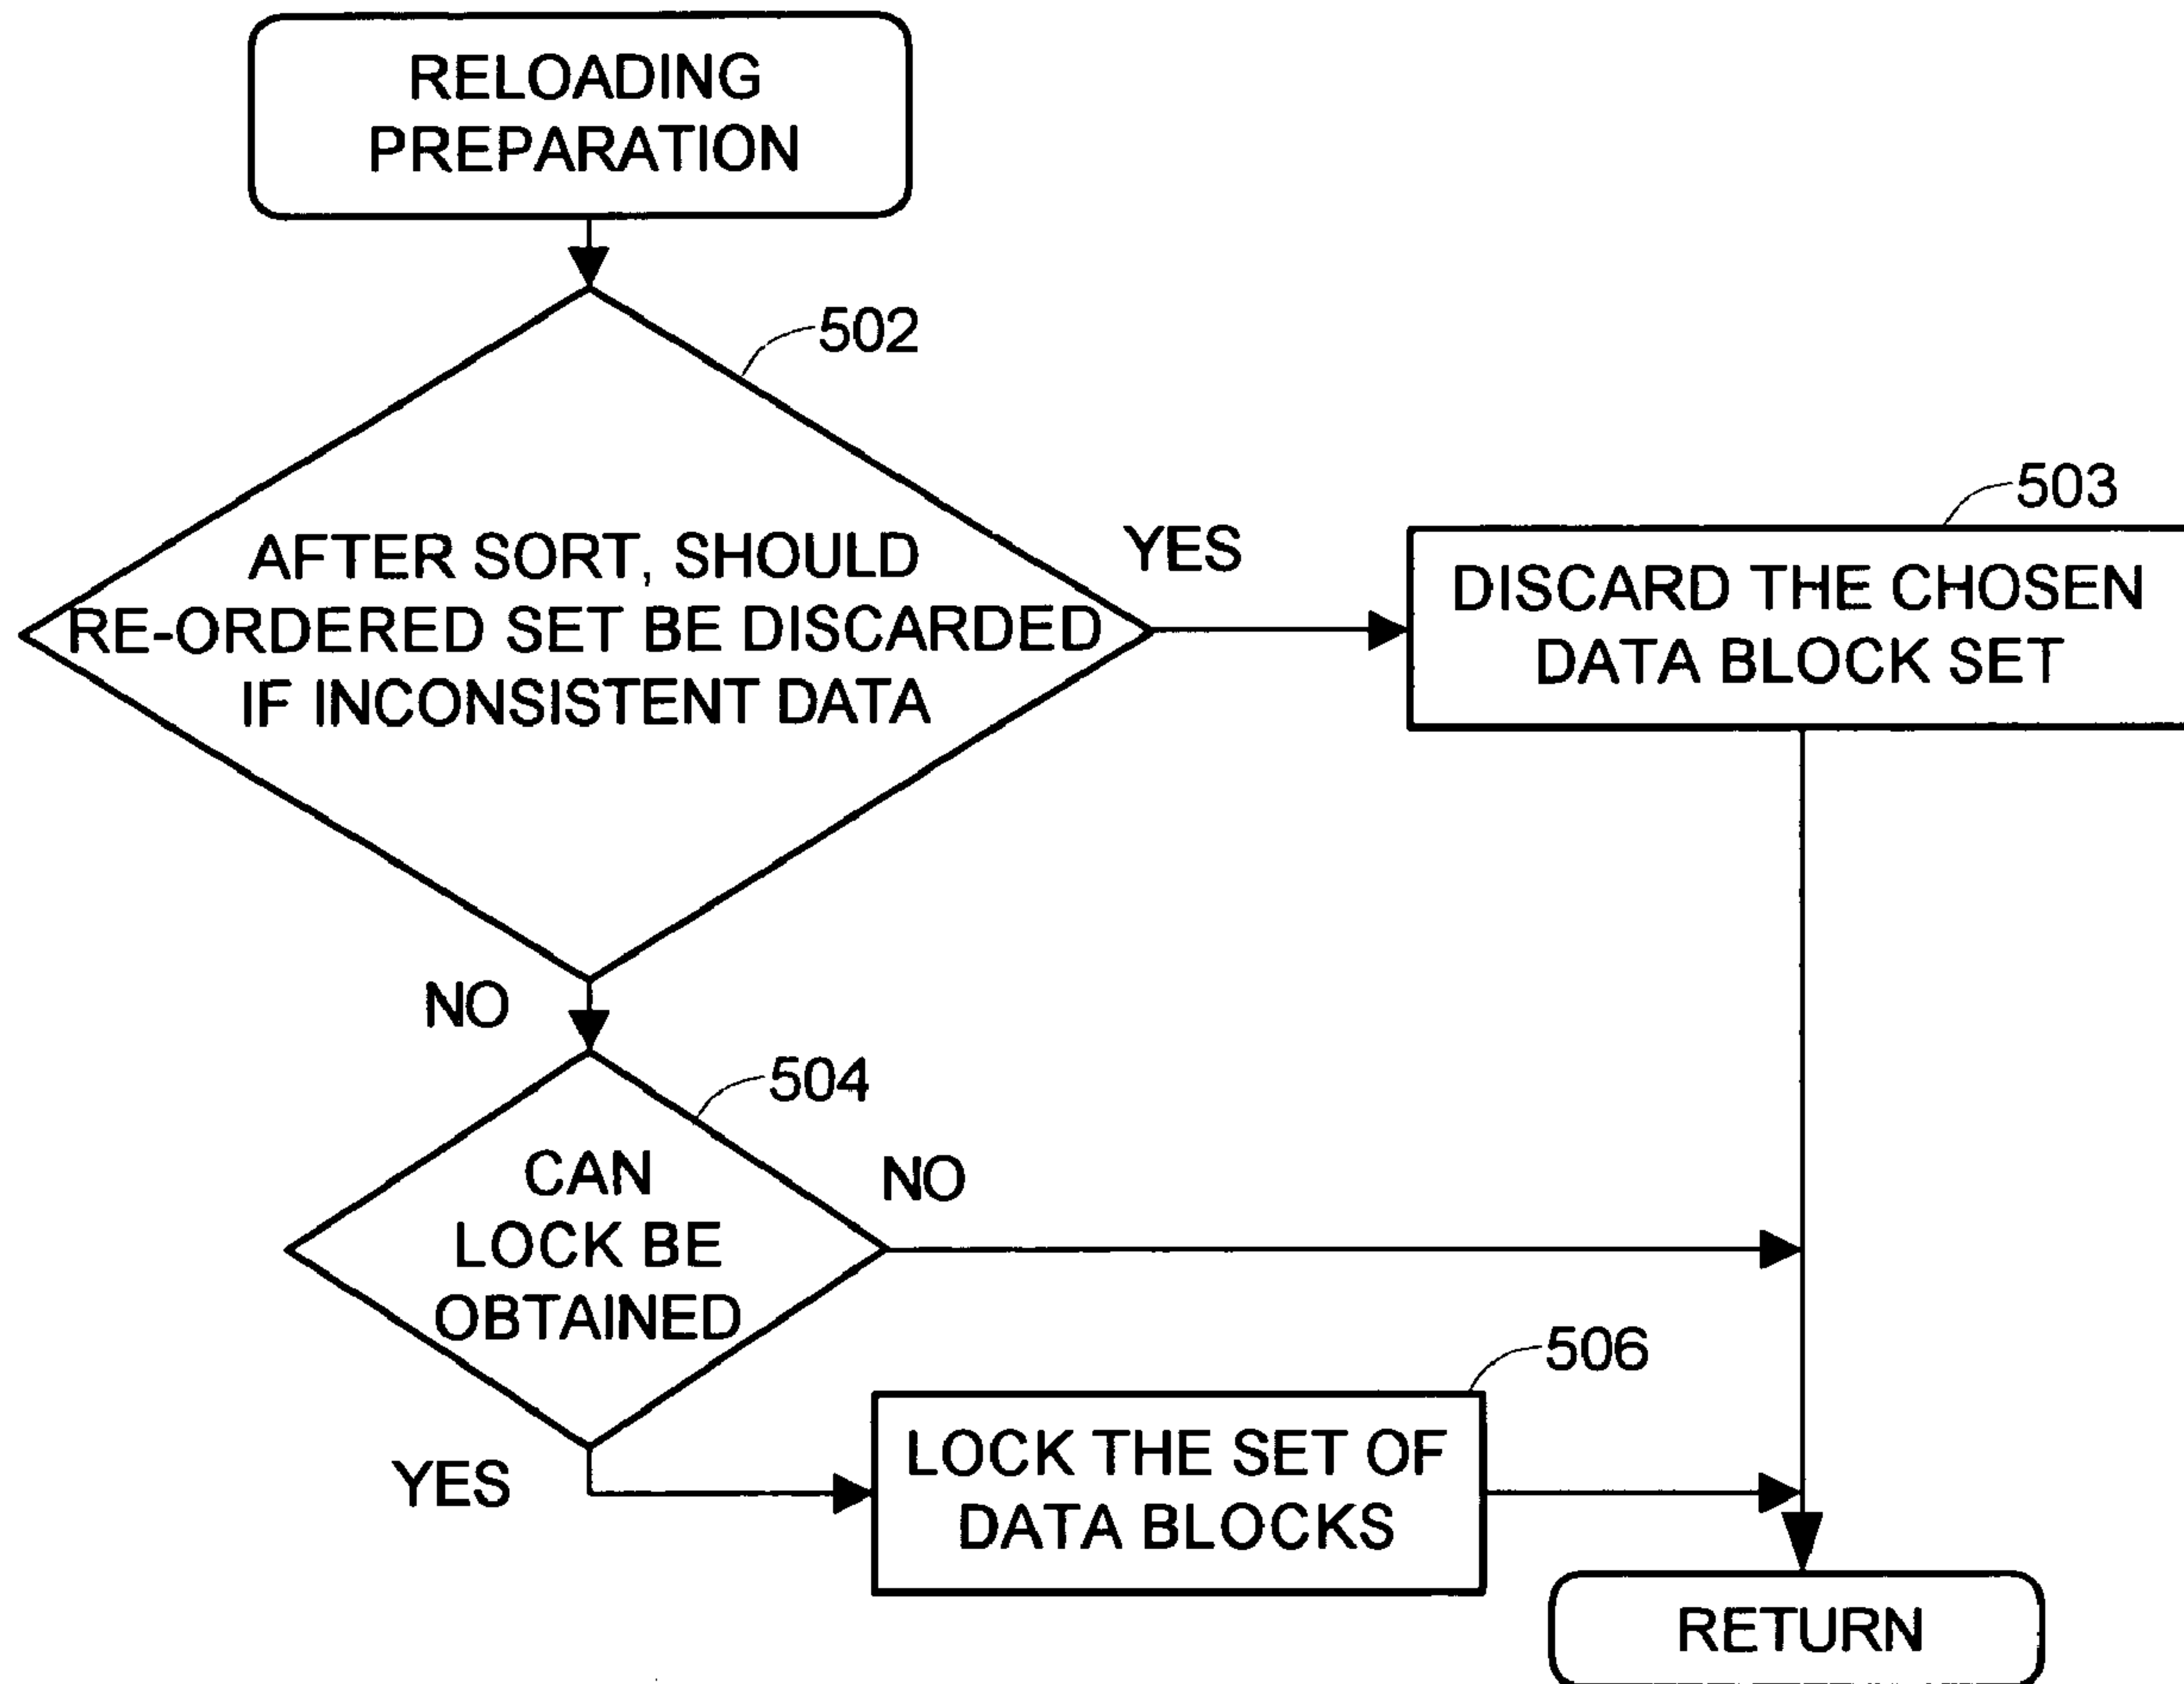 RELOADING
PREPARATION
502
AFTER SORT, SHOULD
RE-ORDERED SET BE DISCARDED
IF INCONSISTENT DATA
YES
503
DISCARD THE CHOSEN
DATA BLOCK SET
NO
504
CAN
LOCK BE
OBTAINED
NO
YES
506
LOCK THE SET OF
DATA BLOCKS
RETURN